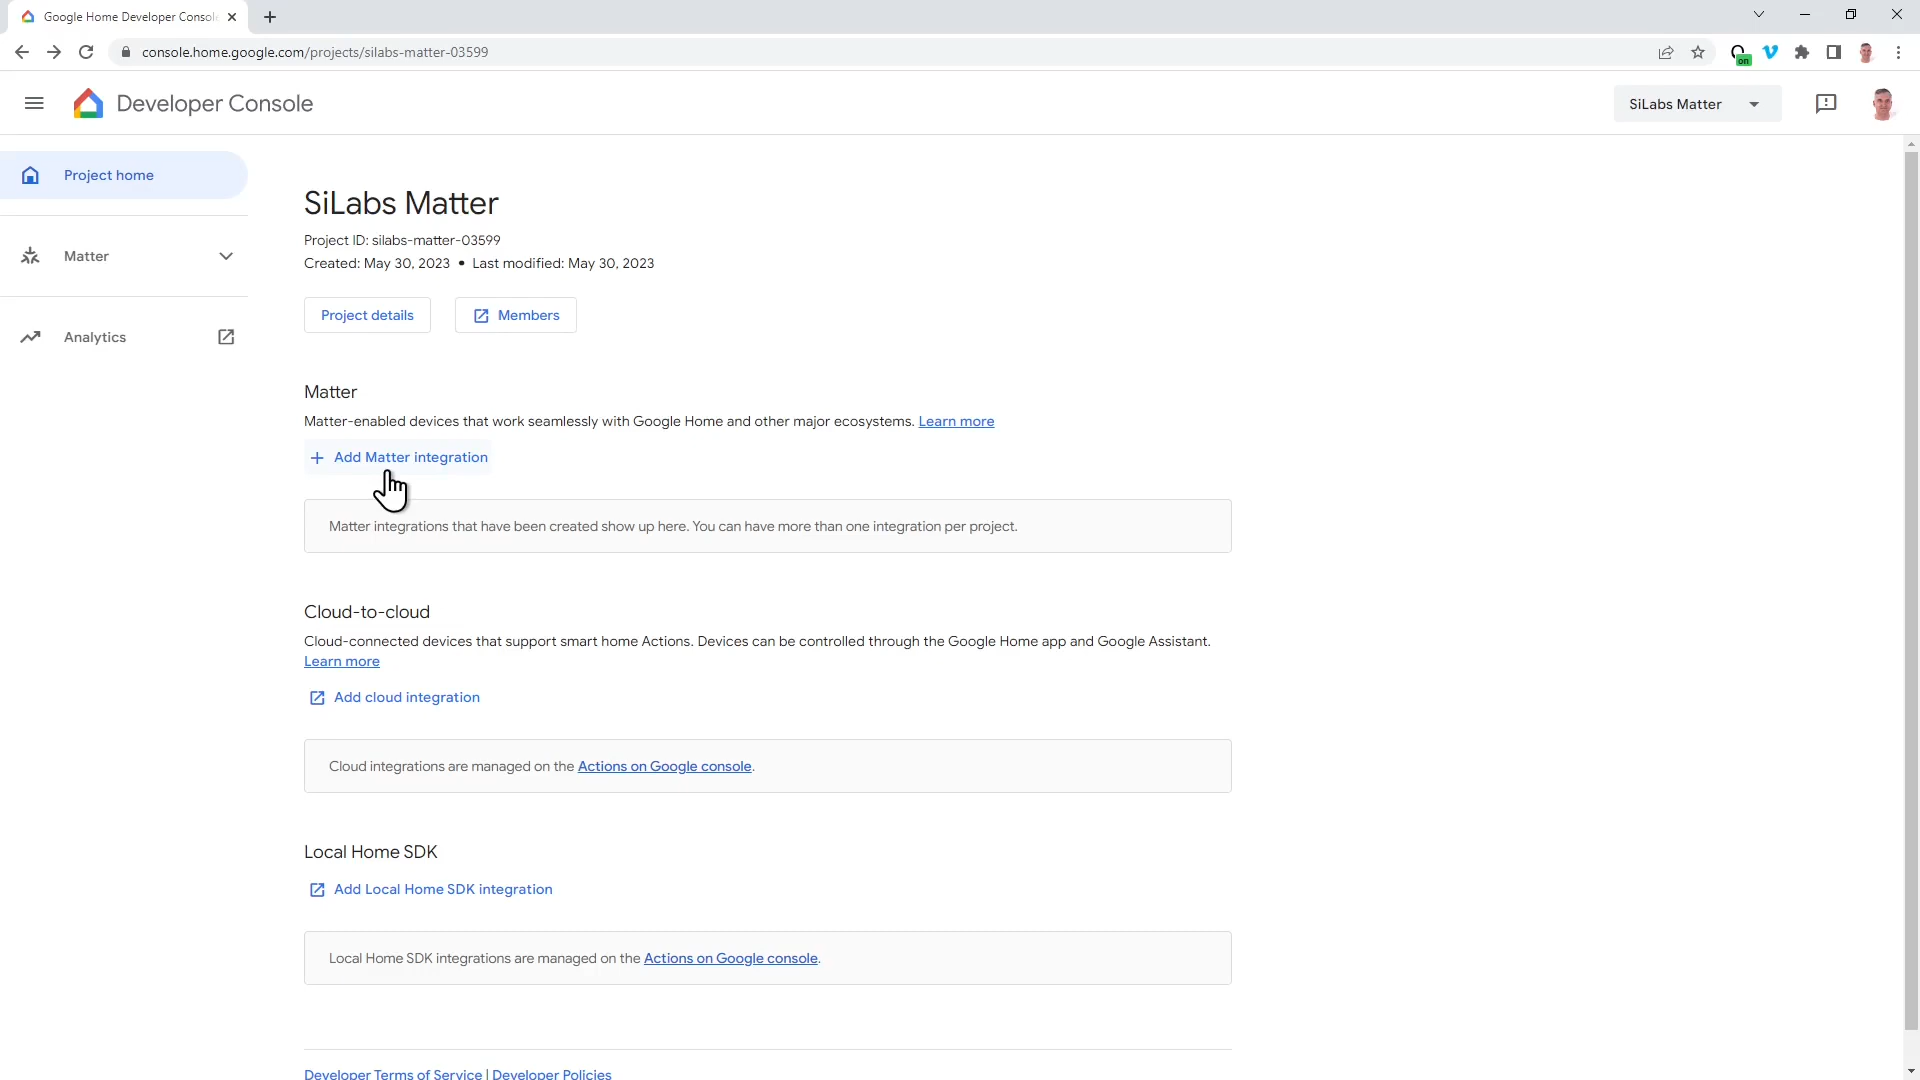 Google Home Developer Consol
console.home.google.com/projects/silabs-matter-03599
on
Developer Console
SiLabs Matter
Project home
Matter
Analytics
SiLabs Matter
Project ID: silabs-matter-03599
Created: May 30, 2023 • Last modified: May 30, 2023
Project details
Members
Matter
Matter-enabled devices that work seamlessly with Google Home and other major ecosystems. Learn more
Add Matter integration
Matter integrations that have been created show up here. You can have more than one integration per project.
Cloud-to-cloud
Cloud-connected devices that support smart home Actions. Devices can be controlled through the Google Home app and Google Assistant.
Learn more
Add cloud integration
Cloud integrations are managed on the Actions on Google console.
Local Home SDK
Add Local Home SDK integration
Local Home SDK integrations are managed on the Actions on Google console.
Developer Terms of Service | Developer Policies